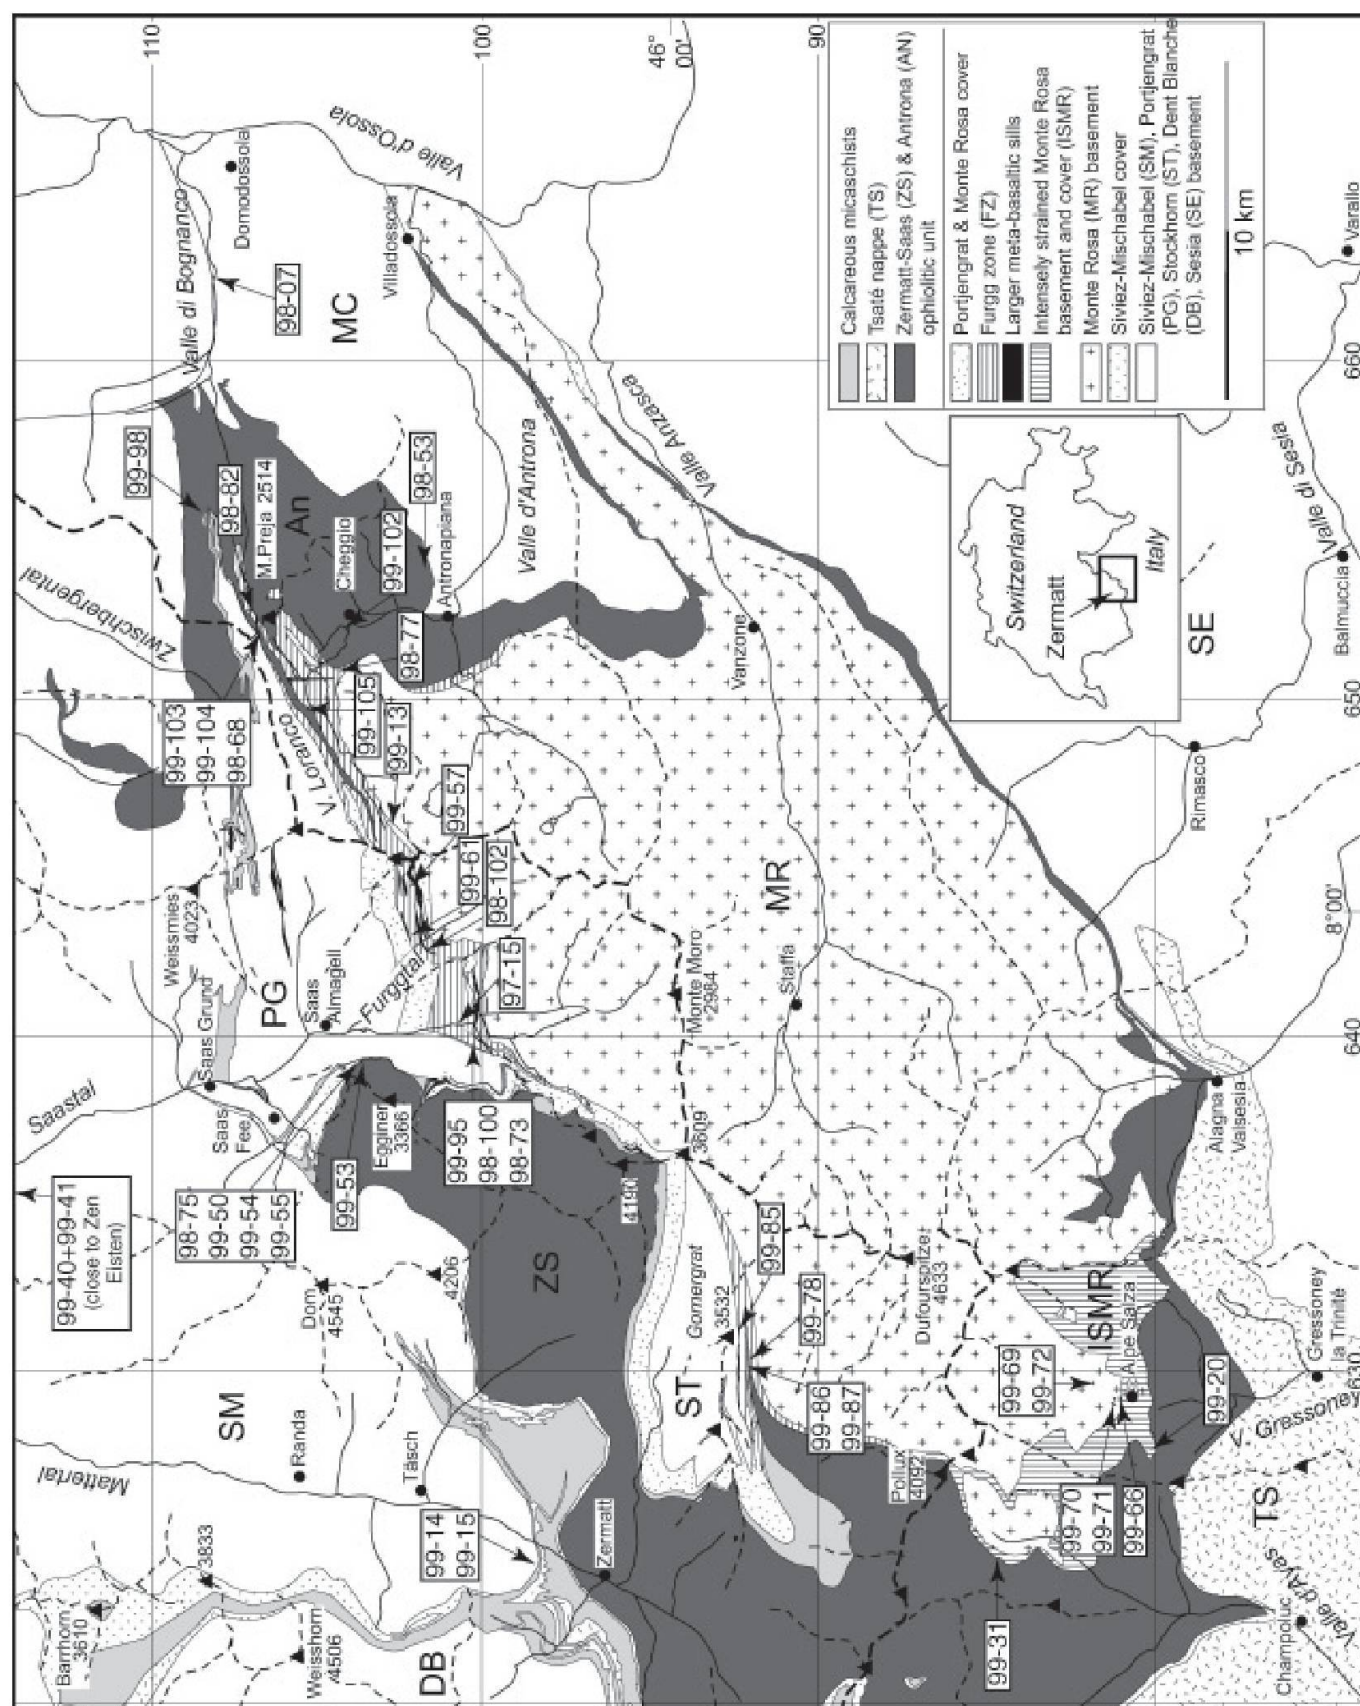 110
100
46°
00'
90
Valle di Bognanco
Domodossola
Valle d'Ossola
98-07
MC
Villadossola
Valle Anzasca
Valle d'Antrona
99-98
98-82
M.Preja 2514
An
Cheggio
99-102
98-53
Antronapiana
98-77
Zwischbergental
99-103
99-104
98-68
V. Loranco
99-105
99-13
99-57
99-61
98-102
97-15
Vanzone
MR
Weissmies
4023
Saas Grund
PG
Saas
Almagell
Furggtal
Monte Moro
2984
Staffa
Saastal
Saas
Fee
Egginer
3366
99-40+99-41
(close to Zen
Eisten)
98-75
99-50
99-54
99-55
99-53
99-95
98-100
98-73
3609
4190
ZS
Dom
4545
4206
Gornergrat
3532
99-85
99-78
Dufourspitze
4633
SM
Randa
Mattertal
Täsch
ST
99-86
99-87
Pollux
4092
99-69
99-72
ISMR
Alpe Salza
99-20
99-70
99-71
99-66
99-14
99-15
Zermatt
3833
Barrhorn
3610
Weisshorn
4506
DB
99-31
TS
V. Gressoney
Valle d'Ayas
Champoluc
Gressoney
la Trinité
Alagna
Valsesia
Rimasco
Balmuccia
Valle di Sesia
Varallo
SE
660
650
640
630
8°00'
Switzerland
Zermatt
Italy
Calcareous micaschists
Tsaté nappe (TS)
Zermatt-Saas (ZS) & Antrona (AN)
ophiolitic unit
Portjengrat & Monte Rosa cover
Furgg zone (FZ)
Larger meta-basaltic sills
Intensely strained Monte Rosa
basement and cover (ISMR)
Monte Rosa (MR) basement
Siviez-Mischabel cover
Siviez-Mischabel (SM), Portjengrat
(PG), Stockhorn (ST), Dent Blanche
(DB), Sesia (SE) basement
10 km